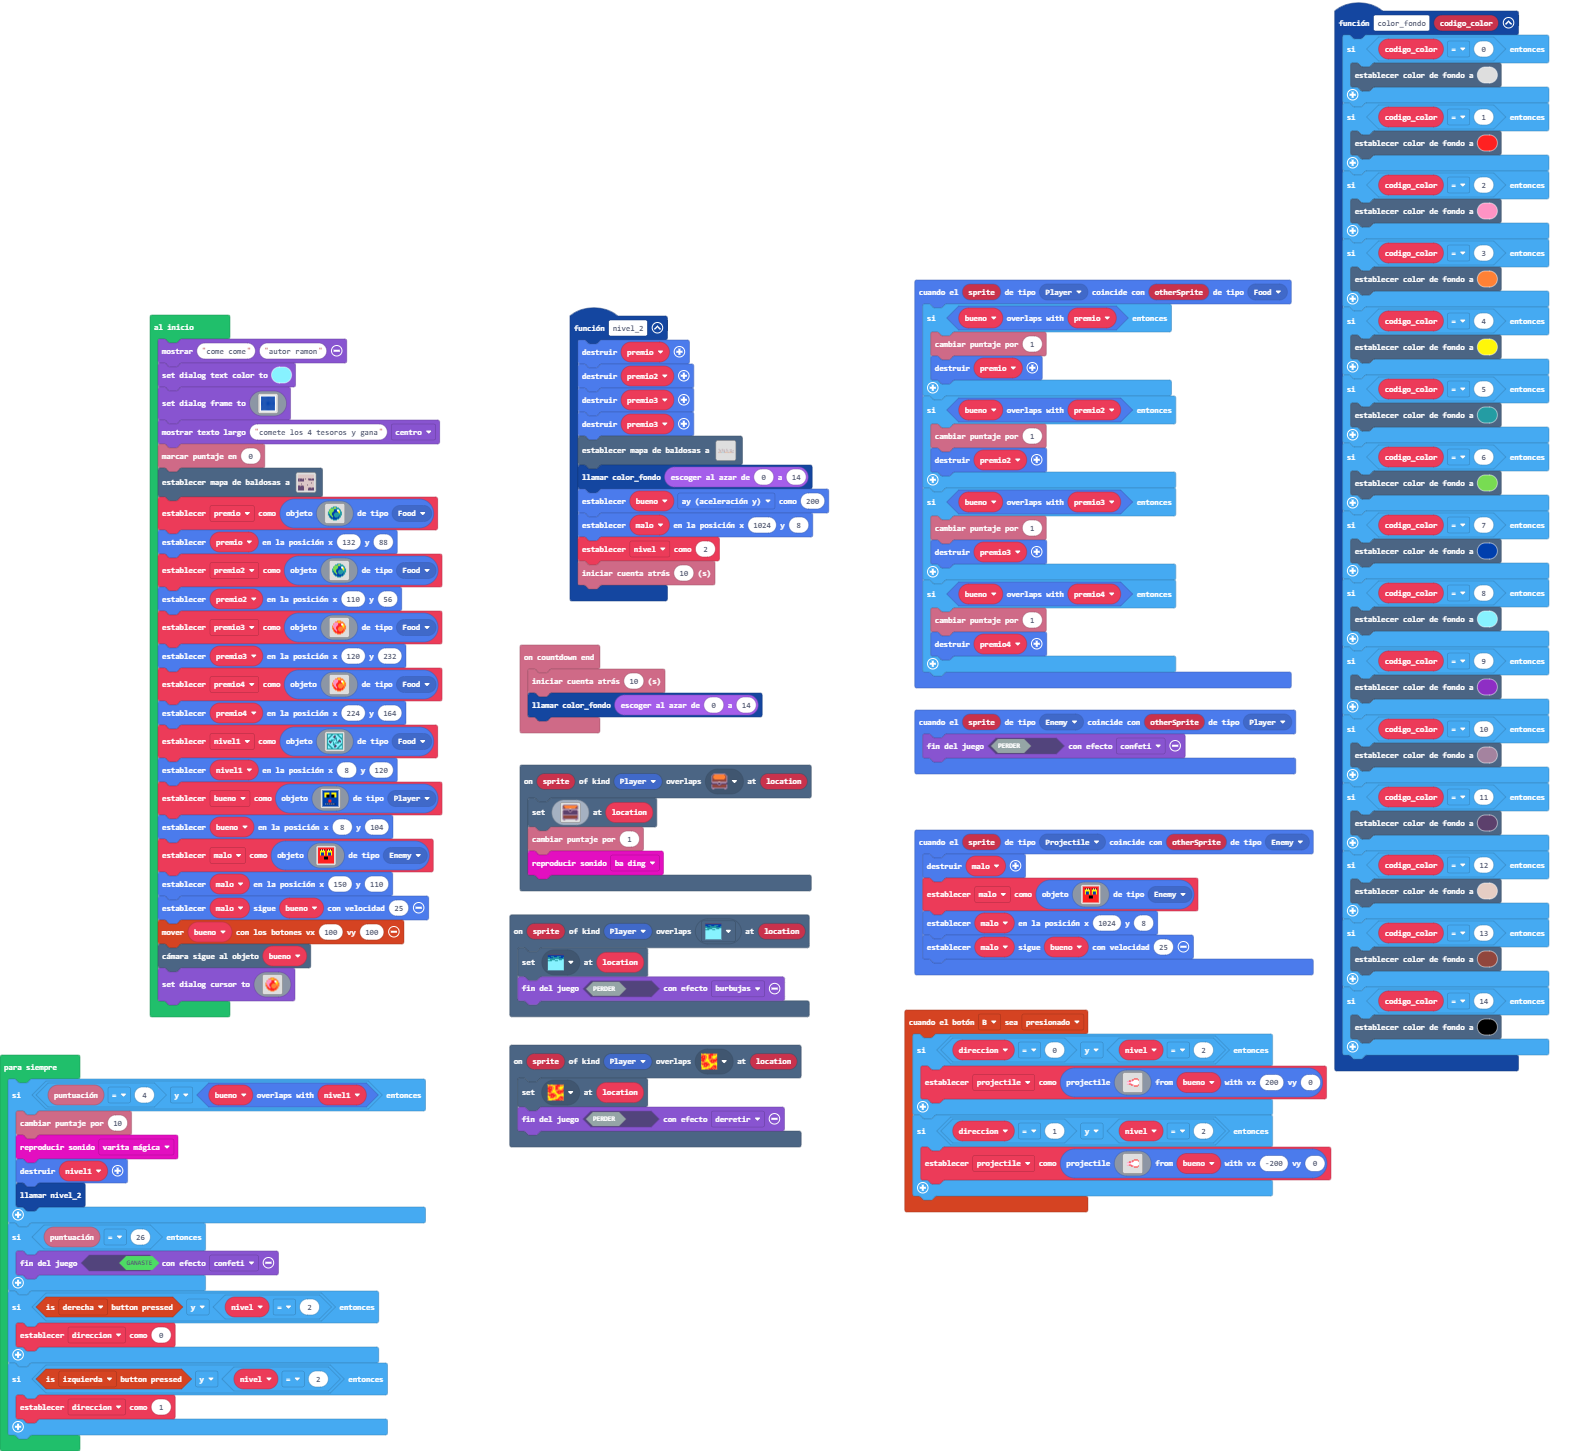 al inicio
mostrar "come come" "autor ramon"
set dialog text color to
set dialog frame to
mostrar texto largo "comete los 4 tesoros y gana" centro
marcar puntaje en 0
establecer mapa de baldosas a
establecer premio como objeto de tipo Food
establecer premio en la posición x 132 y 88
establecer premio2 como objeto de tipo Food
establecer premio2 en la posición x 110 y 56
establecer premio3 como objeto de tipo Food
establecer premio3 en la posición x 120 y 232
establecer premio4 como objeto de tipo Food
establecer premio4 en la posición x 224 y 164
establecer nivel1 como objeto de tipo Food
establecer nivel1 en la posición x 8 y 120
establecer bueno como objeto de tipo Player
establecer bueno en la posición x 8 y 104
establecer malo como objeto de tipo Enemy
establecer malo en la posición x 150 y 110
establecer malo sigue bueno con velocidad 25
mover bueno con los botones vx 100 vy 100
cámara sigue al objeto bueno
set dialog cursor to
para siempre
si puntuación = 4 y bueno overlaps with nivel1 entonces
cambiar puntaje por 10
reproducir sonido varita mágica
destruir nivel1
llamar nivel_2
si puntuación = 26 entonces
fin del juego GANASTE con efecto confeti
si is derecha button pressed y nivel = 2 entonces
establecer direccion como 0
si is izquierda button pressed y nivel = 2 entonces
establecer direccion como 1
función nivel_2
destruir premio
destruir premio2
destruir premio3
destruir premio3
establecer mapa de baldosas a
llamar color_fondo escoger al azar de 0 a 14
establecer bueno ay (aceleración y) como 200
establecer malo en la posición x 1024 y 8
establecer nivel como 2
iniciar cuenta atrás 10 (s)
on countdown end
iniciar cuenta atrás 10 (s)
llamar color_fondo escoger al azar de 0 a 14
on sprite of kind Player overlaps at location
set at location
cambiar puntaje por 1
reproducir sonido ba ding
on sprite of kind Player overlaps at location
set at location
fin del juego PERDER con efecto burbujas
on sprite of kind Player overlaps at location
set at location
fin del juego PERDER con efecto derretir
cuando el sprite de tipo Player coincide con otherSprite de tipo Food
si bueno overlaps with premio entonces
cambiar puntaje por 1
destruir premio
si bueno overlaps with premio2 entonces
cambiar puntaje por 1
destruir premio2
si bueno overlaps with premio3 entonces
cambiar puntaje por 1
destruir premio3
si bueno overlaps with premio4 entonces
cambiar puntaje por 1
destruir premio4
cuando el sprite de tipo Enemy coincide con otherSprite de tipo Player
fin del juego PERDER con efecto confeti
cuando el sprite de tipo Projectile coincide con otherSprite de tipo Enemy
destruir malo
establecer malo como objeto de tipo Enemy
establecer malo en la posición x 1024 y 8
establecer malo sigue bueno con velocidad 25
cuando el botón B sea presionado
si direccion = 0 y nivel = 2 entonces
establecer projectile como projectile from bueno with vx 200 vy 0
si direccion = 1 y nivel = 2 entonces
establecer projectile como projectile from bueno with vx -200 vy 0
función color_fondo codigo_color
si codigo_color = 0 entonces
establecer color de fondo a
si codigo_color = 1 entonces
establecer color de fondo a
si codigo_color = 2 entonces
establecer color de fondo a
si codigo_color = 3 entonces
establecer color de fondo a
si codigo_color = 4 entonces
establecer color de fondo a
si codigo_color = 5 entonces
establecer color de fondo a
si codigo_color = 6 entonces
establecer color de fondo a
si codigo_color = 7 entonces
establecer color de fondo a
si codigo_color = 8 entonces
establecer color de fondo a
si codigo_color = 9 entonces
establecer color de fondo a
si codigo_color = 10 entonces
establecer color de fondo a
si codigo_color = 11 entonces
establecer color de fondo a
si codigo_color = 12 entonces
establecer color de fondo a
si codigo_color = 13 entonces
establecer color de fondo a
si codigo_color = 14 entonces
establecer color de fondo a